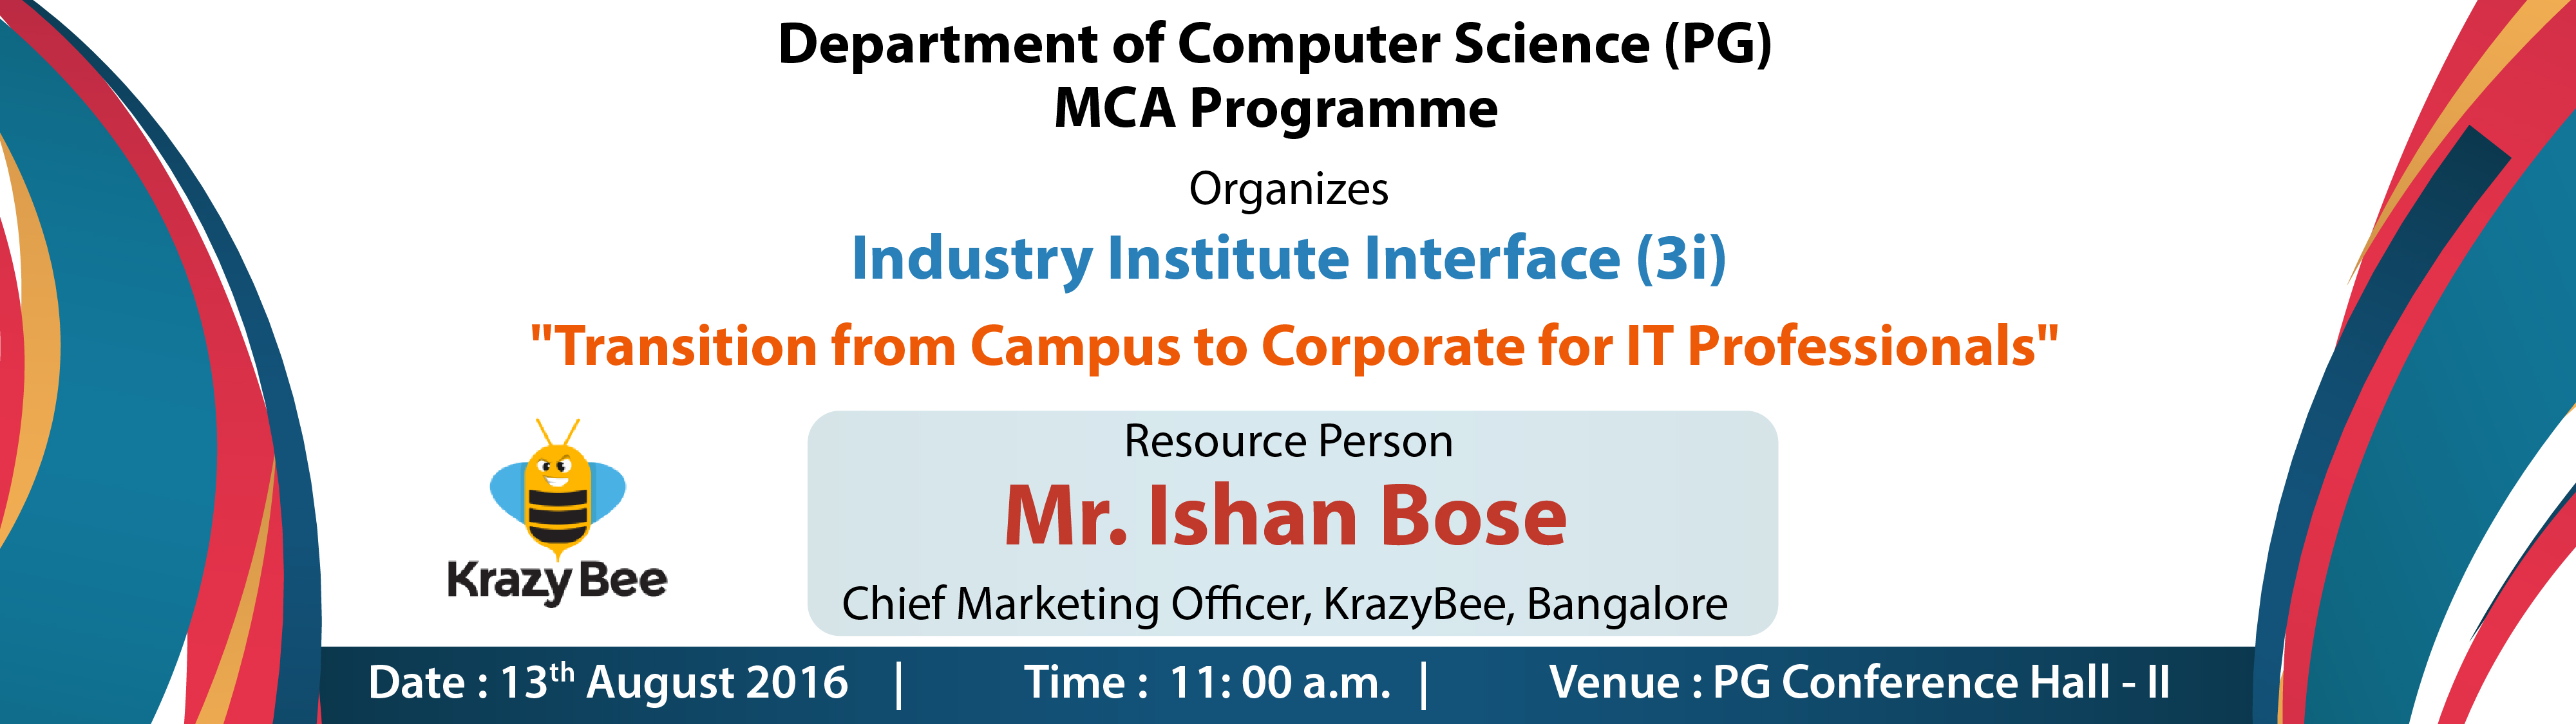 Department of Computer Science (PG)
MCA Programme
Organizes
Industry Institute Interface (3i)
"Transition from Campus to Corporate for IT Professionals"
Resource Person
Mr. Ishan Bose
Chief Marketing Officer, KrazyBee, Bangalore
Krazy Bee
Date : 13th August 2016 | Time : 11: 00 a.m. | Venue : PG Conference Hall - II